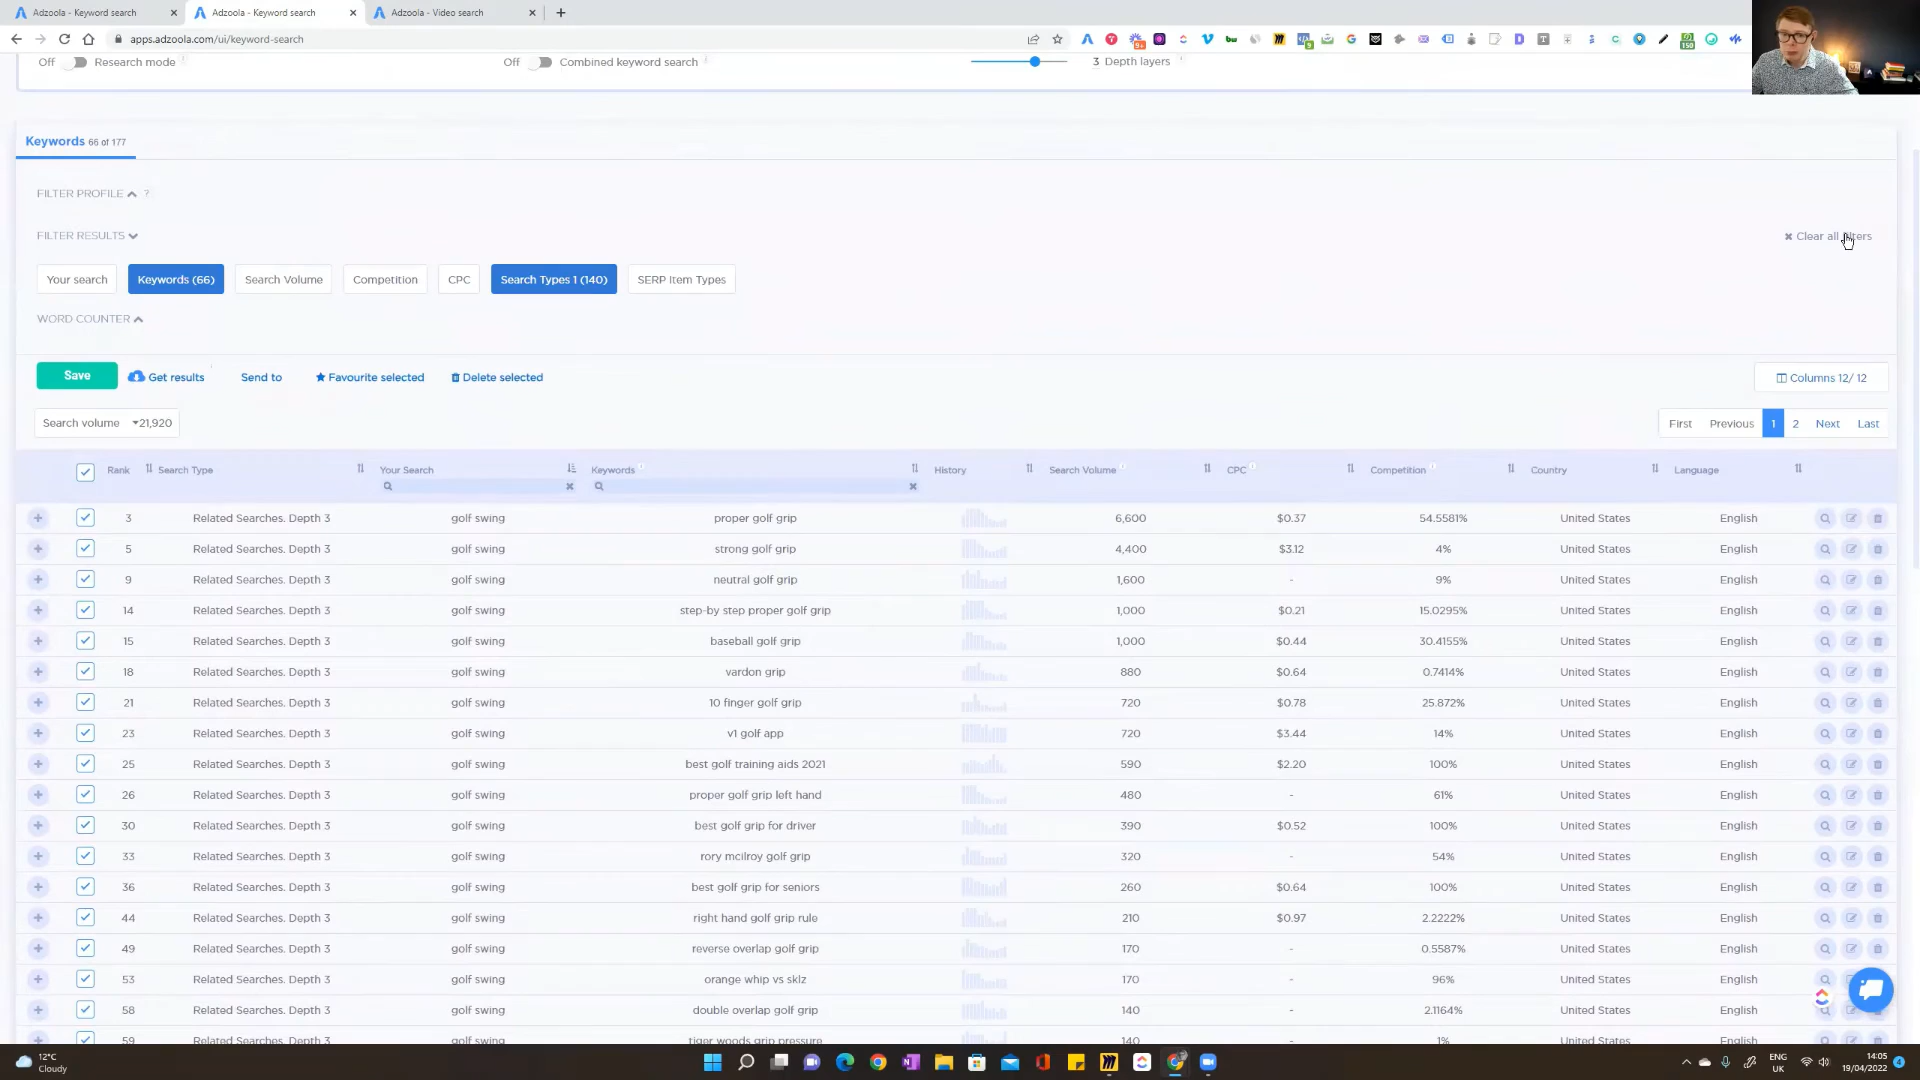 Adzoola - Keyword search
Adzoola - Keyword search
Adzoola - Video search
apps.adzoola.com/ui/keyword-search
Off Research mode
Off Combined keyword search
3 Depth layers
Keywords 66 of 177
FILTER PROFILE ?
FILTER RESULTS
Clear all filters
Your search Keywords (66) Search Volume Competition CPC Search Types 1 (140) SERP Item Types
WORD COUNTER
Save Get results Send to Favourite selected Delete selected
Columns 12/ 12
Search volume 21,920
First Previous 1 2 Next Last
Rank Search Type Your Search Keywords History Search Volume CPC Competition Country Language
3 Related Searches. Depth 3 golf swing proper golf grip 6,600 $0.37 54.5581% United States English
5 Related Searches. Depth 3 golf swing strong golf grip 4,400 $3.12 4% United States English
9 Related Searches. Depth 3 golf swing neutral golf grip 1,600 - 9% United States English
14 Related Searches. Depth 3 golf swing step-by step proper golf grip 1,000 $0.21 15.0295% United States English
15 Related Searches. Depth 3 golf swing baseball golf grip 1,000 $0.44 30.4155% United States English
18 Related Searches. Depth 3 golf swing vardon grip 880 $0.64 0.7414% United States English
21 Related Searches. Depth 3 golf swing 10 finger golf grip 720 $0.78 25.872% United States English
23 Related Searches. Depth 3 golf swing v1 golf app 720 $3.44 14% United States English
25 Related Searches. Depth 3 golf swing best golf training aids 2021 590 $2.20 100% United States English
26 Related Searches. Depth 3 golf swing proper golf grip left hand 480 - 61% United States English
30 Related Searches. Depth 3 golf swing best golf grip for driver 390 $0.52 100% United States English
33 Related Searches. Depth 3 golf swing rory mcilroy golf grip 320 - 54% United States English
36 Related Searches. Depth 3 golf swing best golf grip for seniors 260 $0.64 100% United States English
44 Related Searches. Depth 3 golf swing right hand golf grip rule 210 $0.97 2.2222% United States English
49 Related Searches. Depth 3 golf swing reverse overlap golf grip 170 - 0.5587% United States English
53 Related Searches. Depth 3 golf swing orange whip vs sklz 170 - 96% United States English
58 Related Searches. Depth 3 golf swing double overlap golf grip 140 - 2.1164% United States English
59 Related Searches. Depth 3 golf swing tiger woods grip pressure 140 - 1% United States English
12°C
Cloudy
ENG
UK
14:05
19/04/2022
4